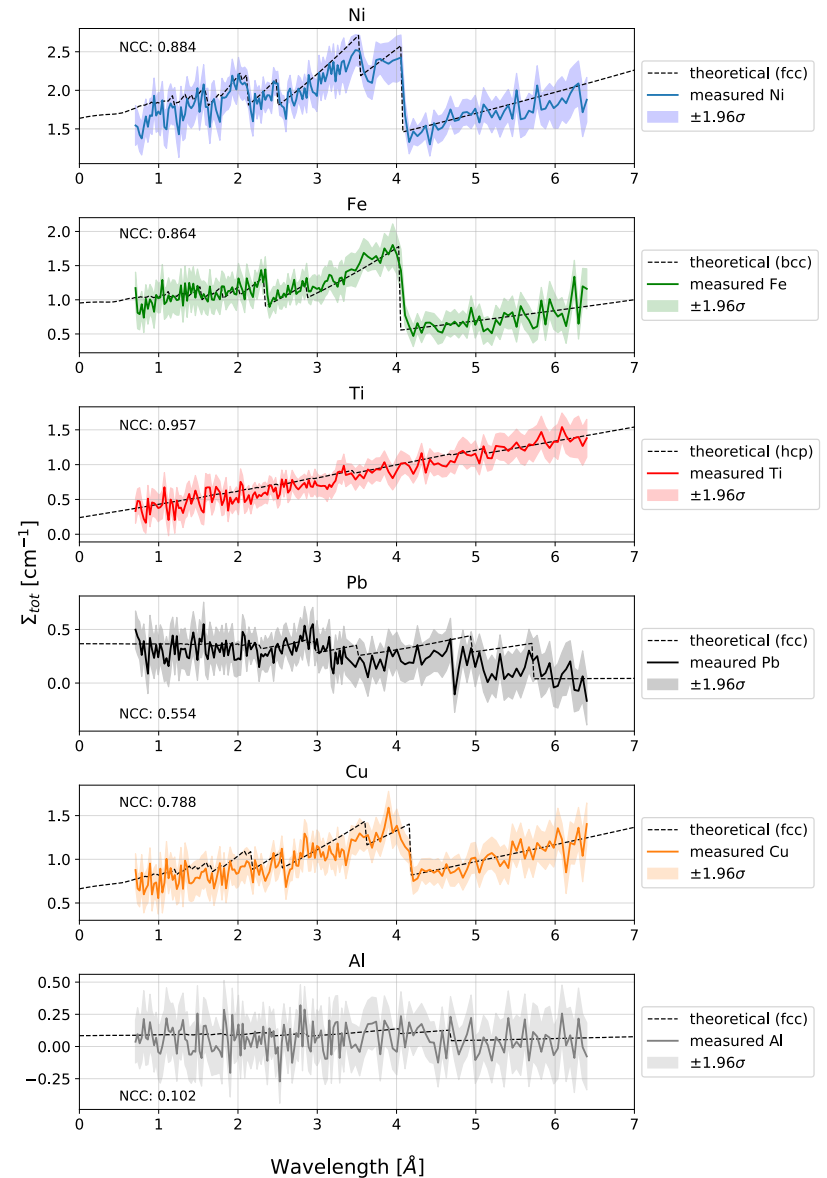 Ni
NCC: 0.884
2.5
2.0
1.5
0 1 2 3 4 5 6 7
theoretical (fcc)
measured Ni
±1.96σ
Fe
NCC: 0.864
2.0
1.5
1.0
0.5
0 1 2 3 4 5 6 7
theoretical (bcc)
measured Fe
±1.96σ
Ti
NCC: 0.957
1.5
1.0
0.5
0.0
0 1 2 3 4 5 6 7
theoretical (hcp)
measured Ti
±1.96σ
Σtot [cm⁻¹]
Pb
0.5
0.0
NCC: 0.554
0 1 2 3 4 5 6 7
theoretical (fcc)
meaured Pb
±1.96σ
Cu
NCC: 0.788
1.5
1.0
0.5
0 1 2 3 4 5 6 7
theoretical (fcc)
measured Cu
±1.96σ
Al
0.50
0.25
0.00
−0.25
NCC: 0.102
0 1 2 3 4 5 6 7
theoretical (fcc)
measured Al
±1.96σ
Wavelength [Å]